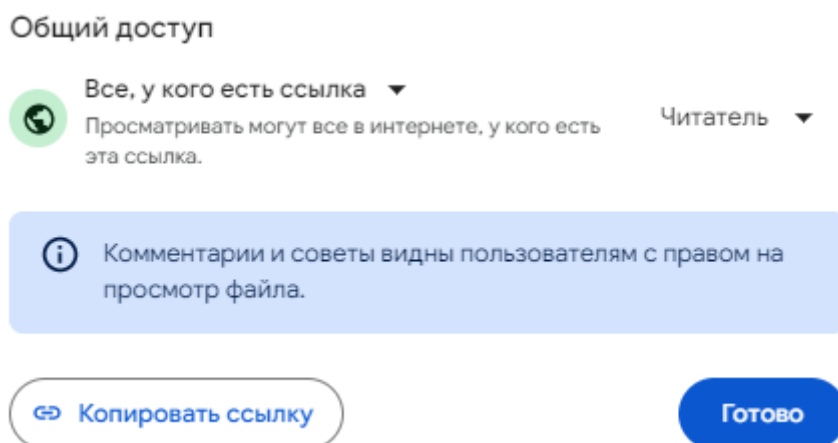 Общий доступ
Все, у кого есть ссылка
Просматривать могут все в интернете, у кого есть
эта ссылка.
Читатель
Комментарии и советы видны пользователям с правом на
просмотр файла.
Копировать ссылку
Готово